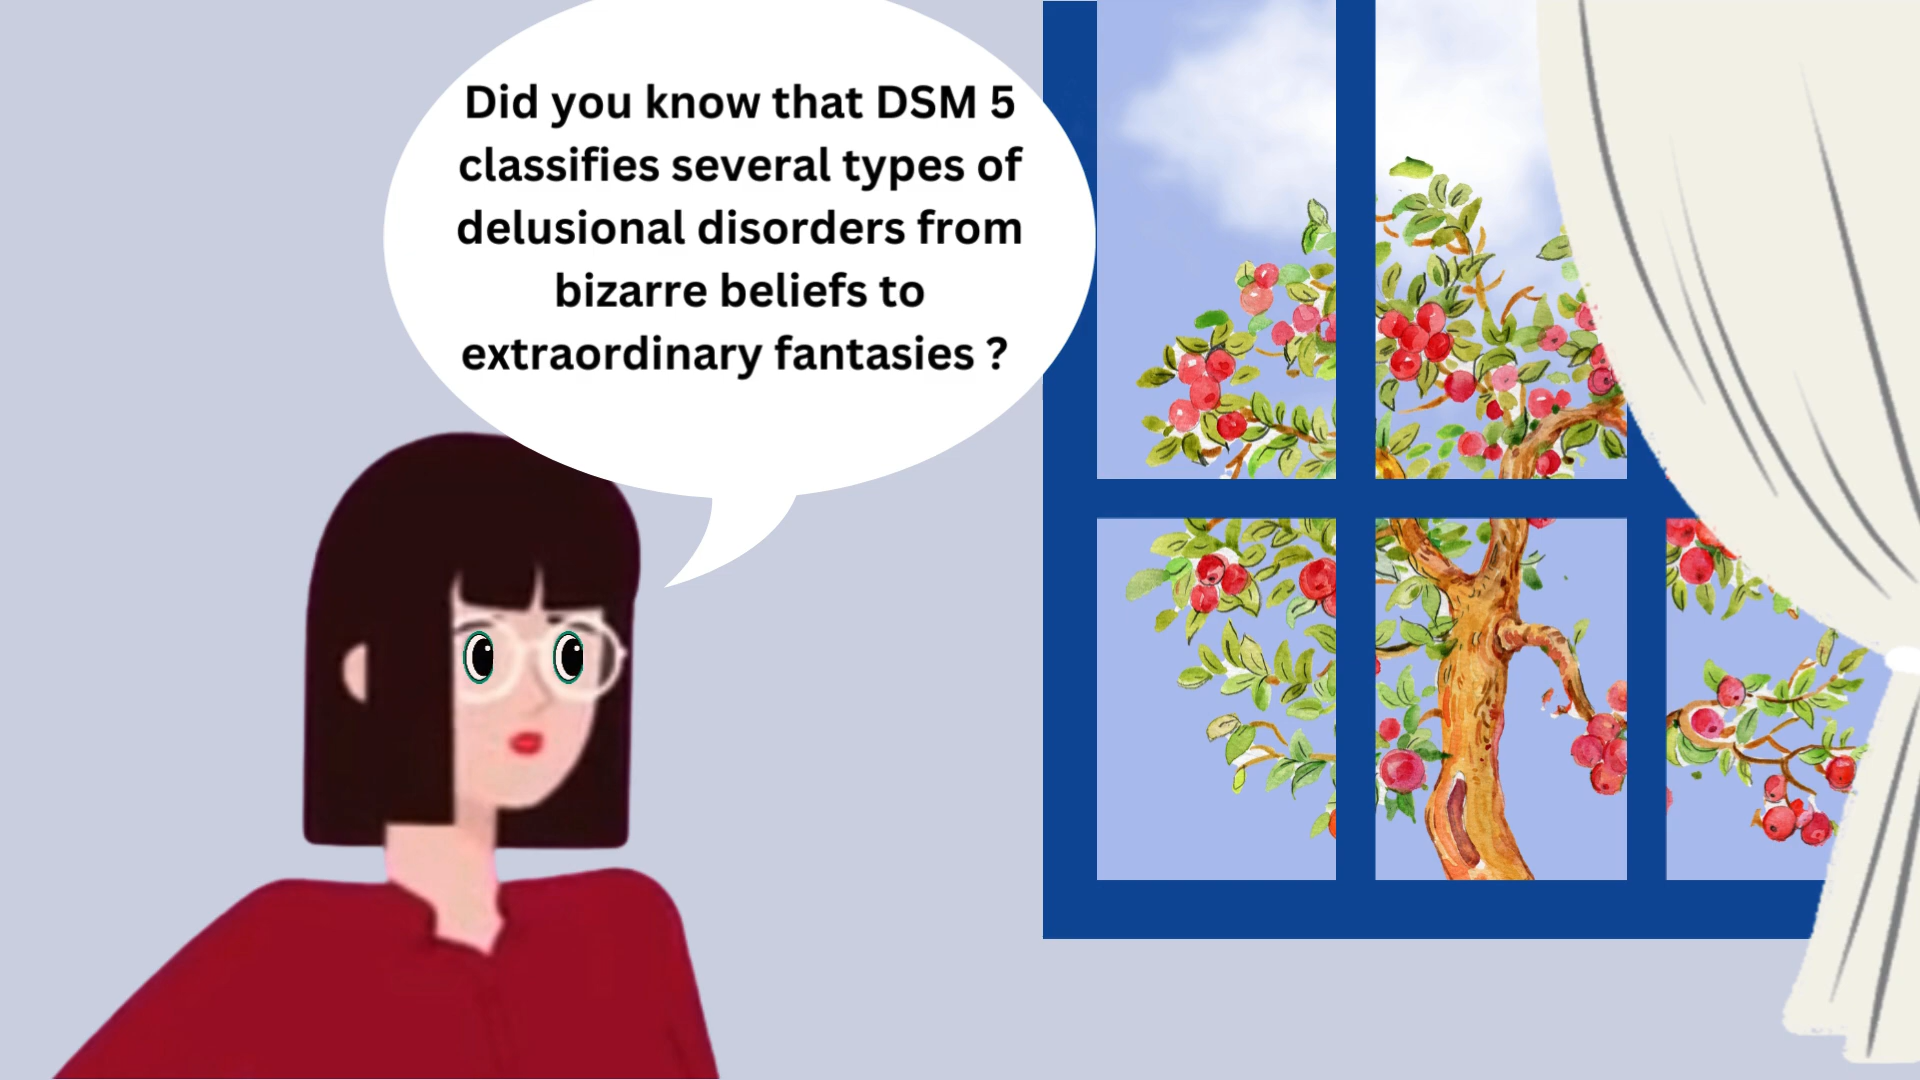 Did you know that DSM 5
classifies several types of
delusional disorders from
bizarre beliefs to
extraordinary fantasies ?